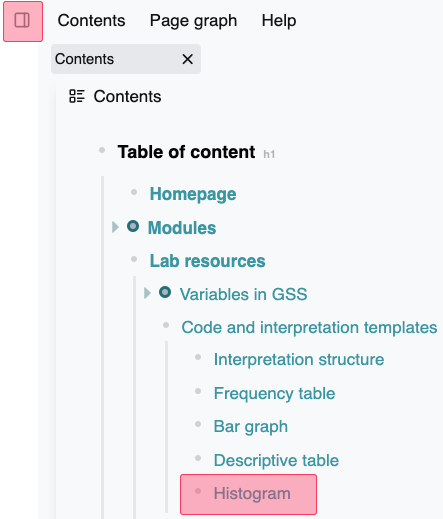 Contents Page graph Help
Contents
Contents
Table of content h1
Homepage
Modules
Lab resources
Variables in GSS
Code and interpretation templates
Interpretation structure
Frequency table
Bar graph
Descriptive table
Histogram